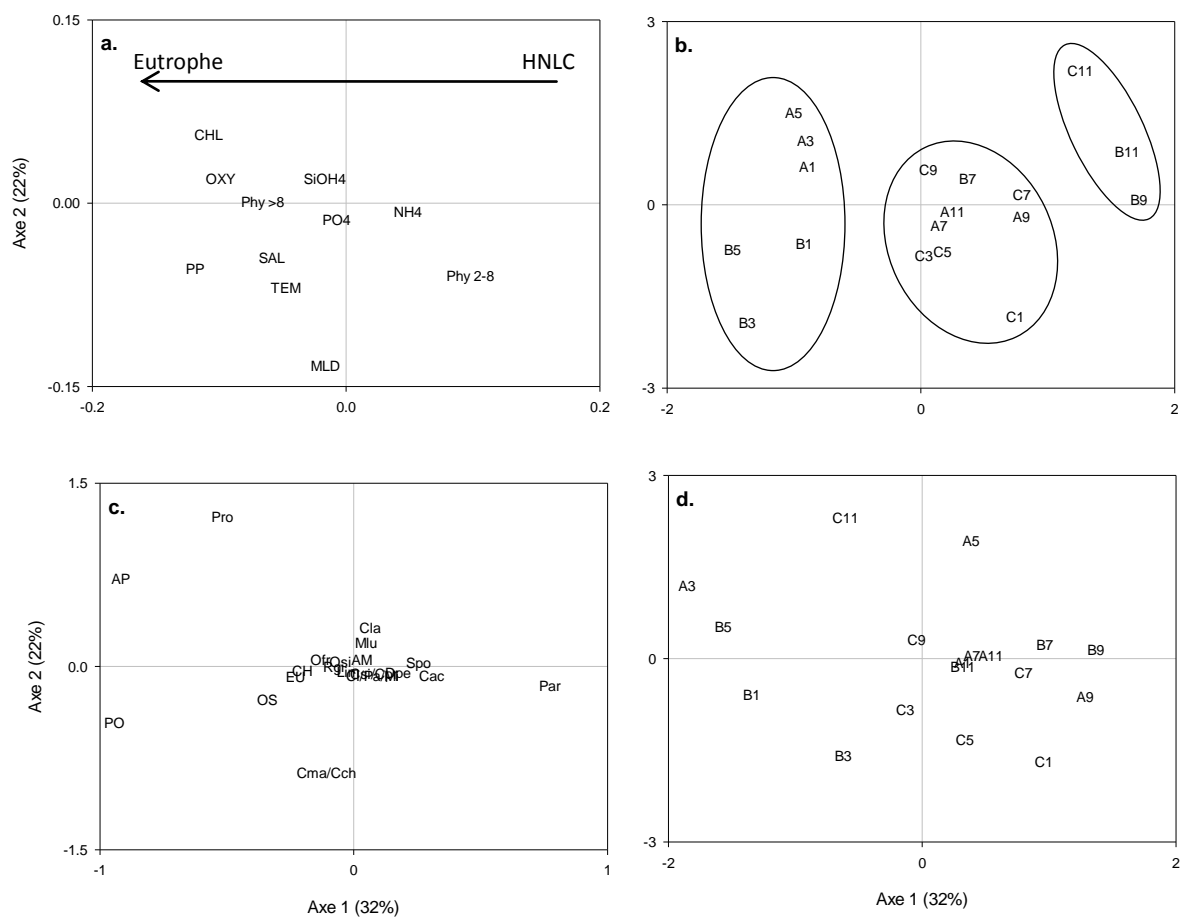 a.
Eutrophe HNLC
CHL
OXY
SiOH4
Phy >8
PO4
NH4
SAL
PP
TEM
Phy 2-8
MLD
0.15
0.00
-0.15
-0.2
0.0
0.2
Axe 2 (22%)
b.
C11
A5
A3
A1
B11
C9
B7
C7
B9
A11
A9
A7
B5
B1
C3
C5
B3
C1
3
0
-3
-2
0
2
c.
Pro
AP
Cla
Mlu
AM
Spo
CH
EU
Cac
Par
OS
PO
Cma/Cch
1.5
0.0
-1.5
-1
0
1
Axe 2 (22%)
Axe 1 (32%)
d.
C11
A5
A3
B5
C9
B7
B9
A7
A11
A1
B11
C7
B1
A9
C3
C5
B3
C1
3
0
-3
-2
0
2
Axe 1 (32%)